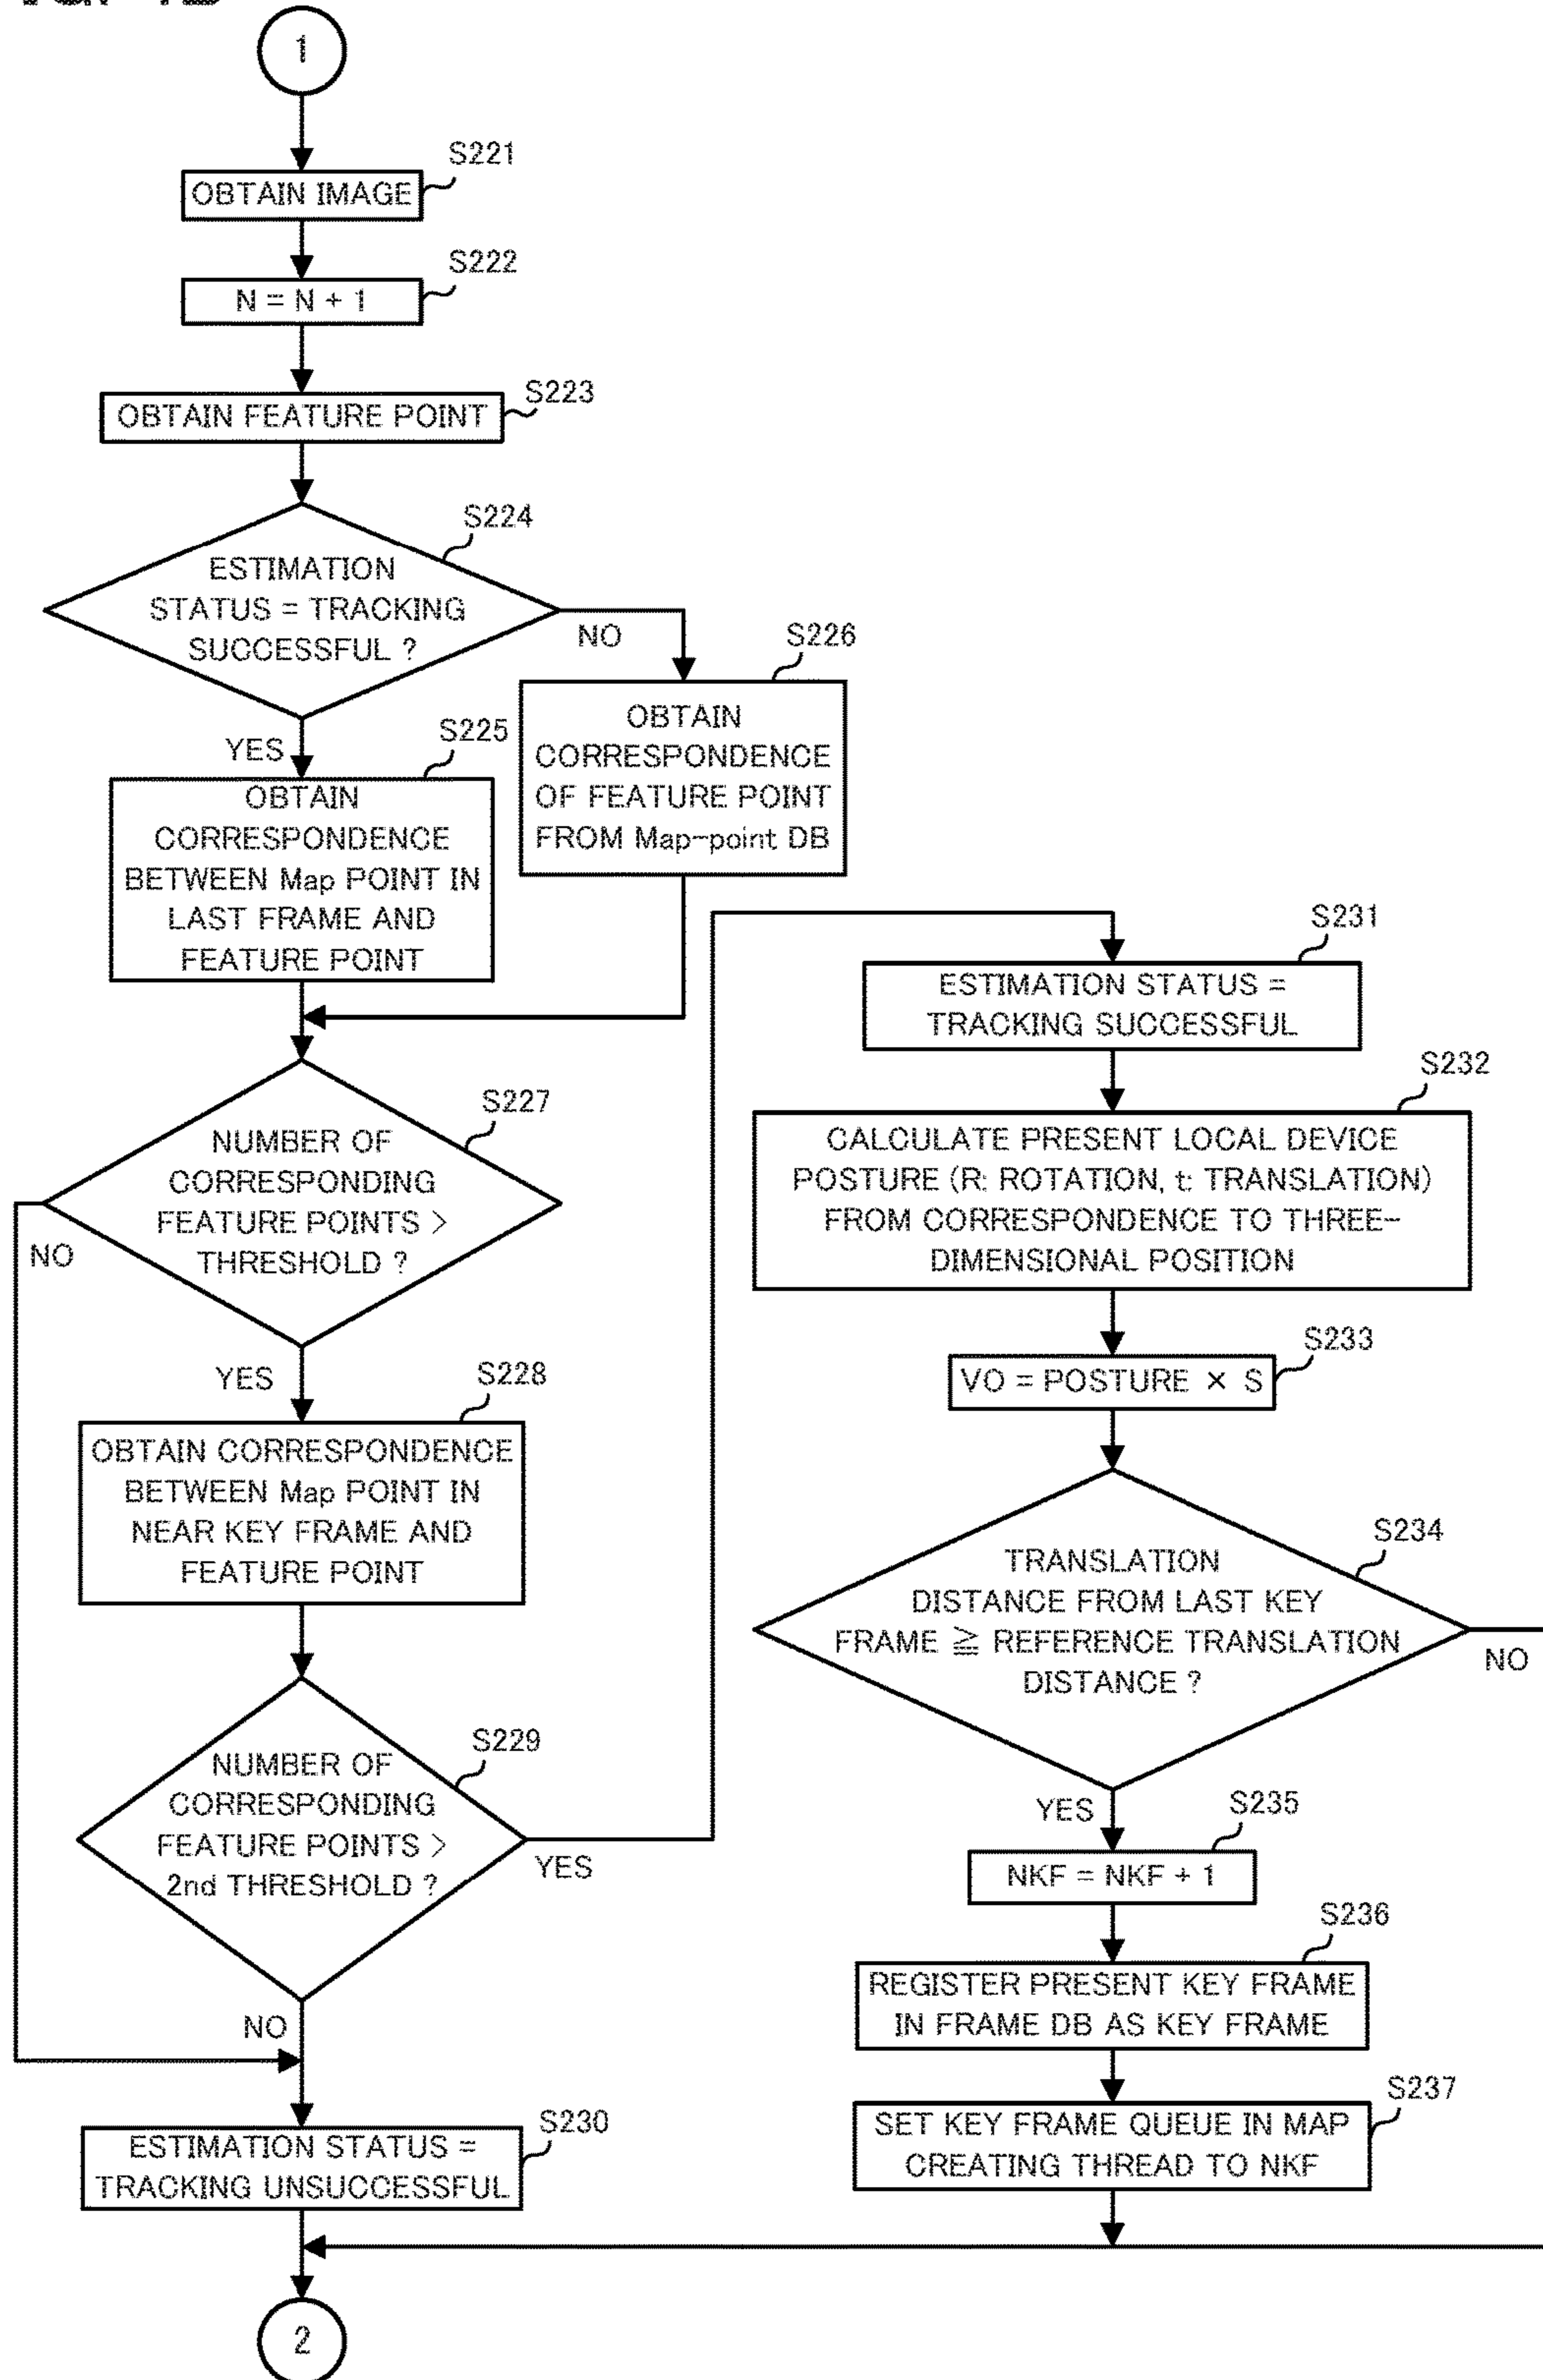 1
S221
OBTAIN IMAGE
S222
N = N + 1
S223
OBTAIN FEATURE POINT
S224
ESTIMATION
STATUS = TRACKING
SUCCESSFUL ?
NO
YES
S225
OBTAIN
CORRESPONDENCE
BETWEEN Map POINT IN
LAST FRAME AND
FEATURE POINT
S226
OBTAIN
CORRESPONDENCE
OF FEATURE POINT
FROM Map-point DB
S227
NUMBER OF
CORRESPONDING
FEATURE POINTS >
THRESHOLD ?
NO
YES
S228
OBTAIN CORRESPONDENCE
BETWEEN Map POINT IN
NEAR KEY FRAME AND
FEATURE POINT
S229
NUMBER OF
CORRESPONDING
FEATURE POINTS >
2nd THRESHOLD ?
YES
NO
S230
ESTIMATION STATUS =
TRACKING UNSUCCESSFUL
S231
ESTIMATION STATUS =
TRACKING SUCCESSFUL
S232
CALCULATE PRESENT LOCAL DEVICE
POSTURE (R: ROTATION, t: TRANSLATION)
FROM CORRESPONDENCE TO THREE-
DIMENSIONAL POSITION
S233
VO = POSTURE × S
S234
TRANSLATION
DISTANCE FROM LAST KEY
FRAME ≧ REFERENCE TRANSLATION
DISTANCE ?
NO
YES
S235
NKF = NKF + 1
S236
REGISTER PRESENT KEY FRAME
IN FRAME DB AS KEY FRAME
S237
SET KEY FRAME QUEUE IN MAP
CREATING THREAD TO NKF
2